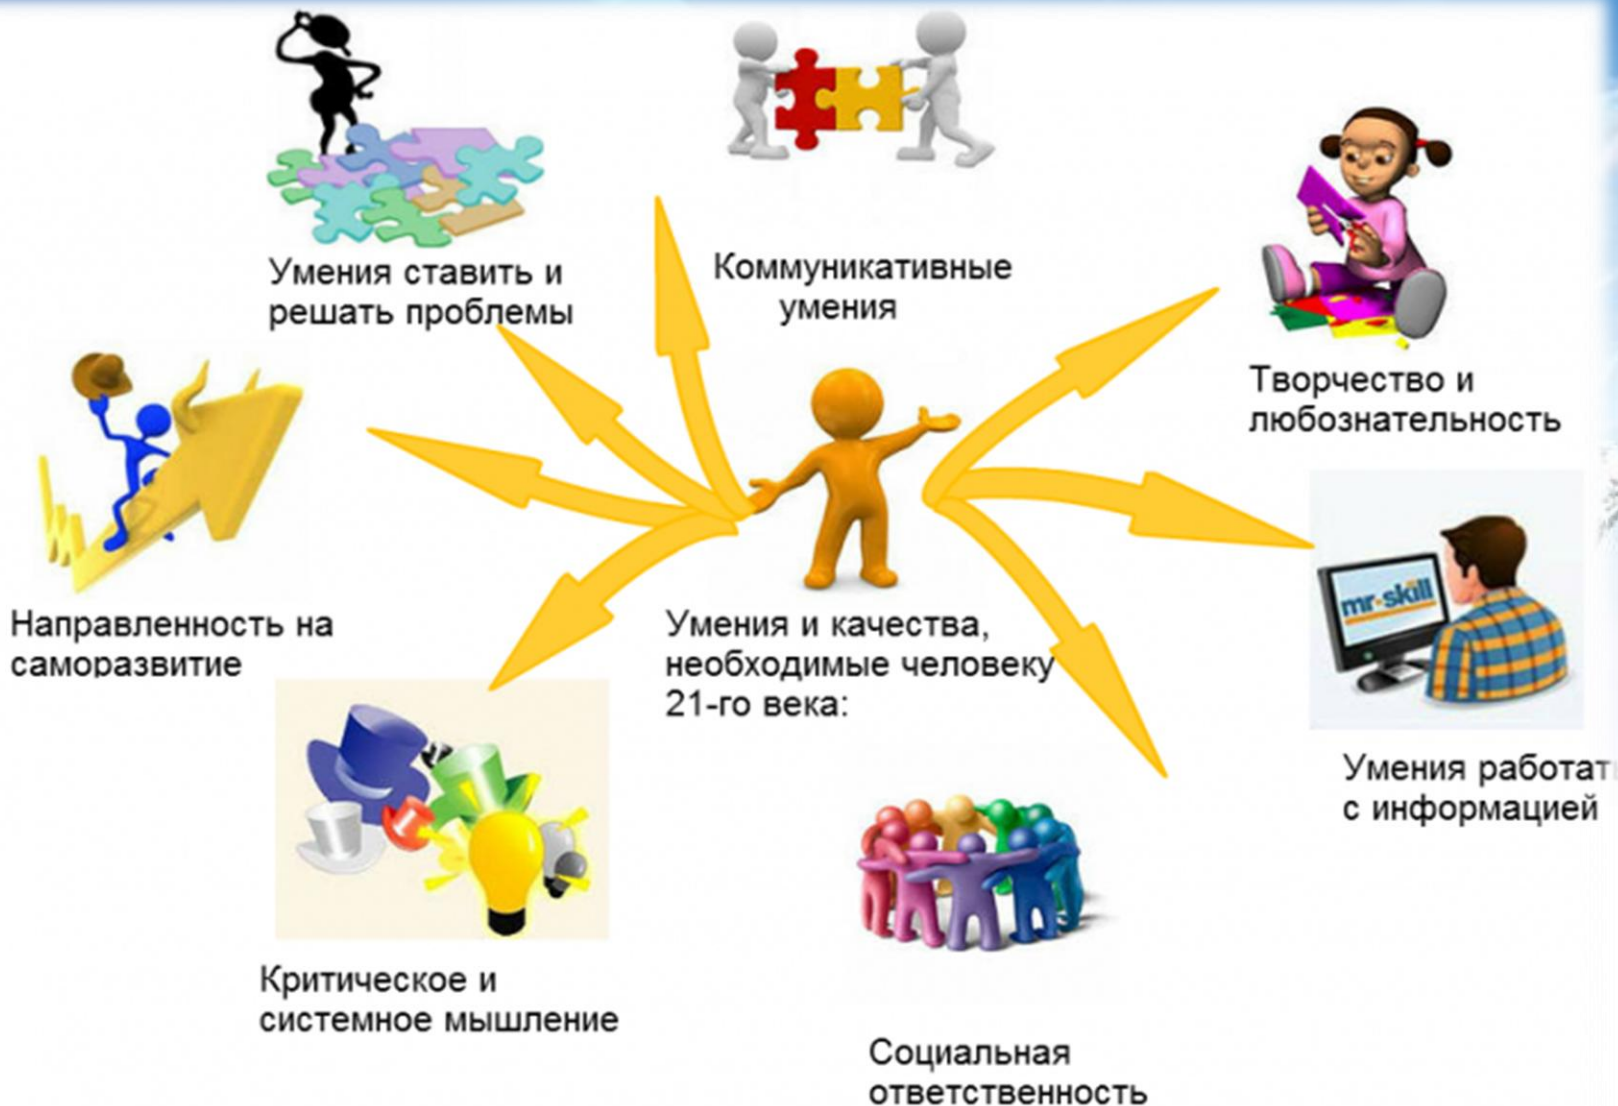 Умения ставить и
решать проблемы
Коммуникативные
умения
Творчество и
любознательность
Направленность на
саморазвитие
Умения и качества,
необходимые человеку
21-го века:
mr-skill
Умения работать
с информацией
Критическое и
системное мышление
Социальная
ответственность